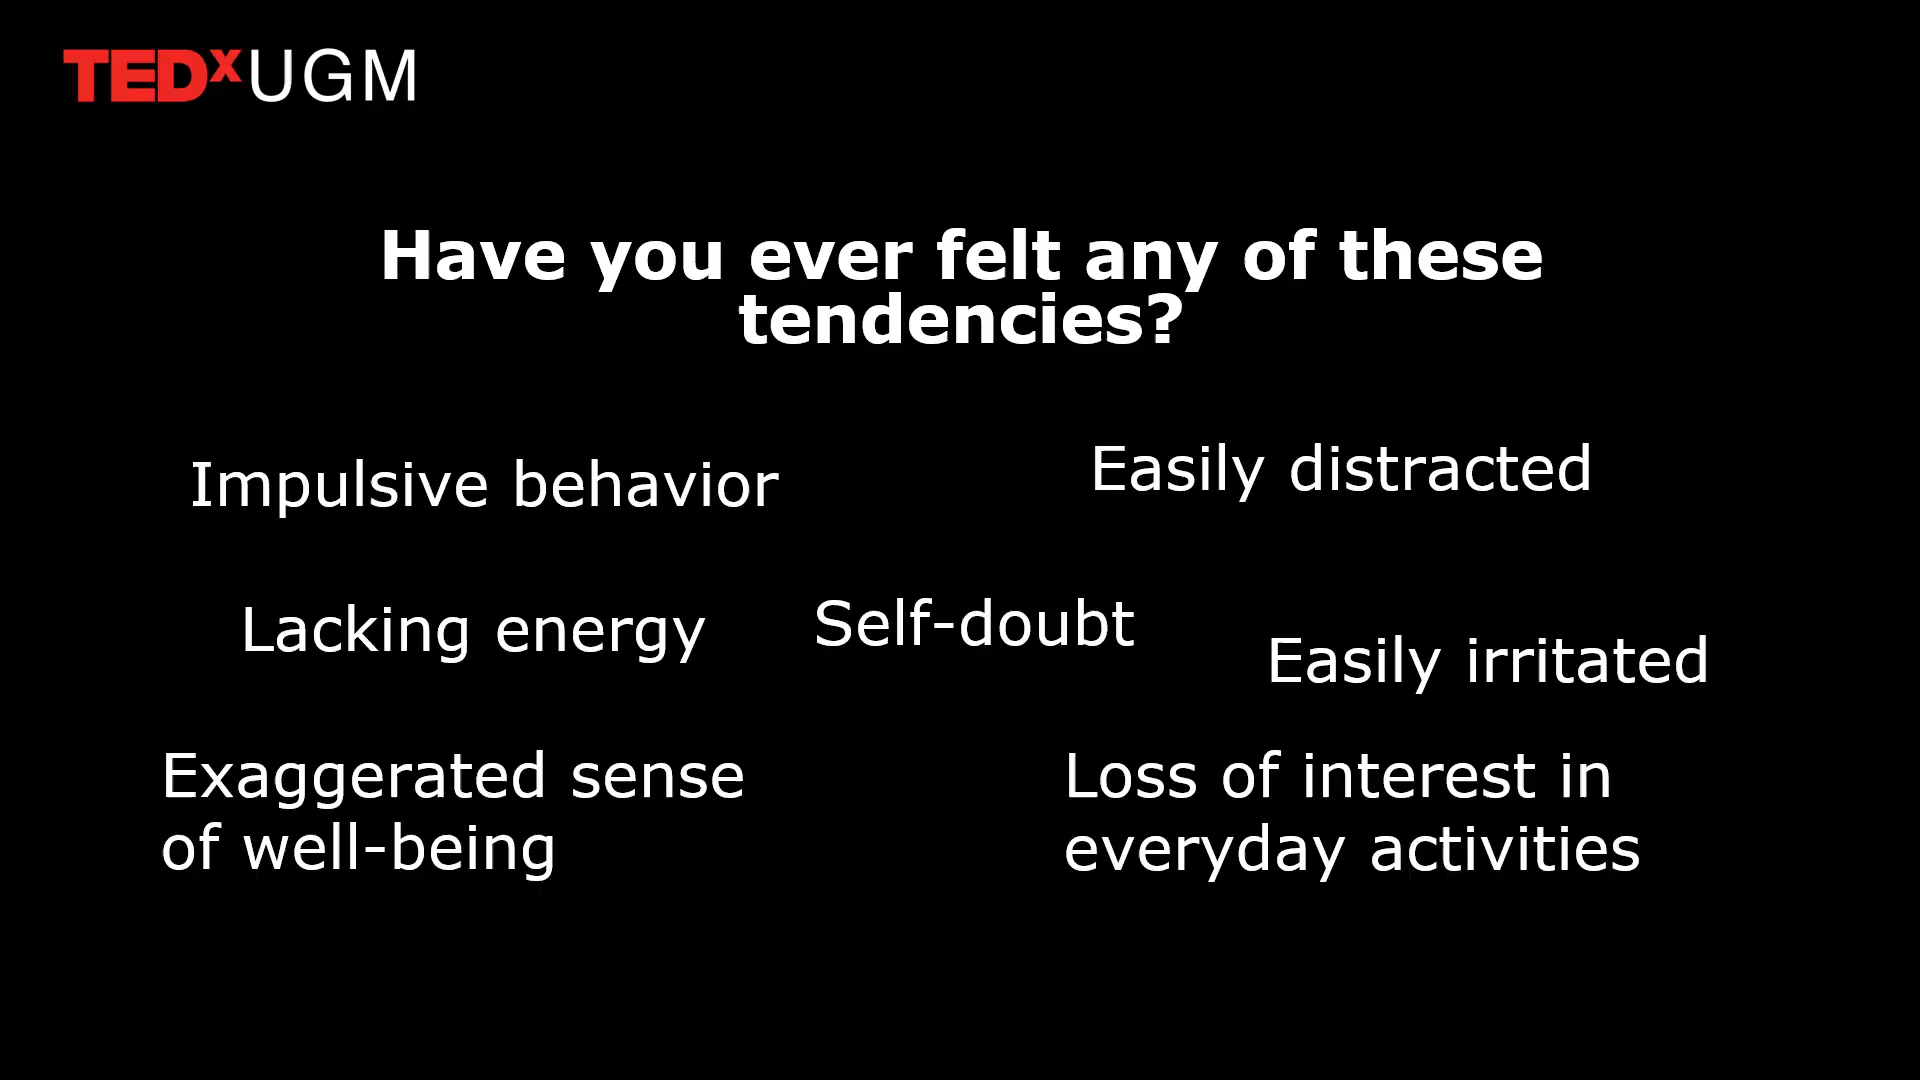 TEDxUGM
Have you ever felt any of these
tendencies?
Impulsive behavior
Easily distracted
Lacking energy
Self-doubt
Easily irritated
Exaggerated sense
of well-being
Loss of interest in
everyday activities